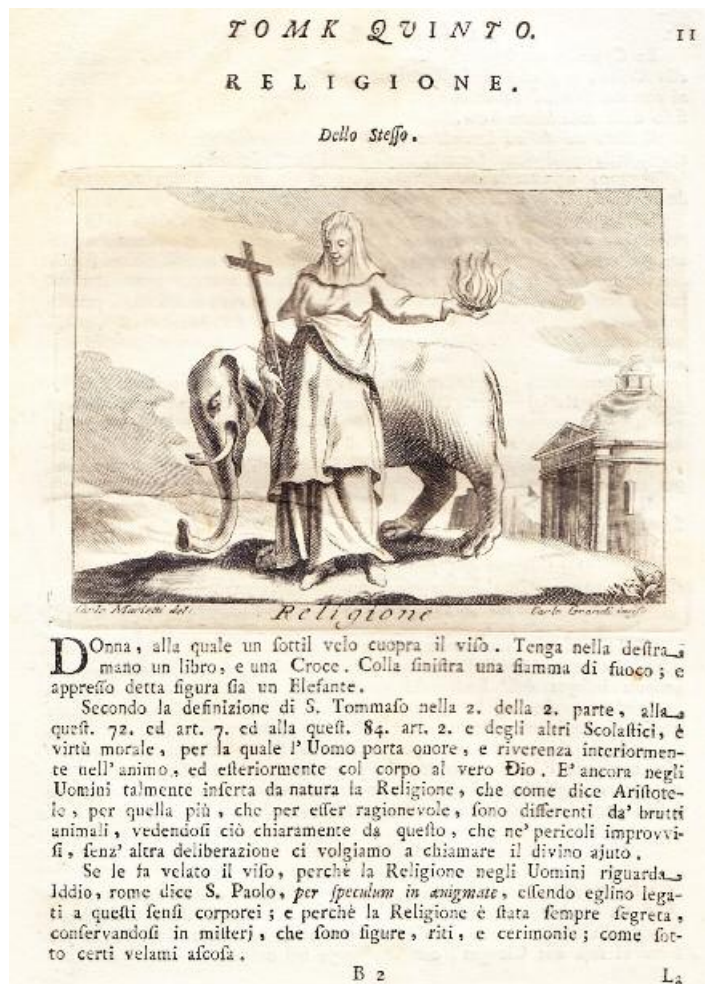 TOMK QUINTO.
11
RELIGIONE.
Dello Steſſo.
Carlo Mariotti del.
Religione
Carlo Grandi inciſe
DOnna, alla quale un ſottil velo cuopra il viſo. Tenga nella deſtra
mano un libro, e una Croce. Colla ſiniſtra una fiamma di fuoco; e
appreſſo detta figura ſia un Elefante.
Secondo la definizione di S. Tommaſo nella 2. della 2. parte, alla
queſt. 72. ed art. 7. ed alla queſt. 84. art. 2. e degli altri Scolaſtici, è
virtù morale, per la quale l' Uomo porta onore, e riverenza interiormen-
te nell' animo, ed eſteriormente col corpo al vero Dio. E' ancora negli
Uomini talmente inſerta da natura la Religione, che come dice Ariſtote-
le, per quella più, che per eſſer ragionevole, ſono differenti da' brutti
animali, vedendoſi ciò chiaramente da queſto, che ne' pericoli improvvi-
ſi, ſenz' altra deliberazione ci volgiamo a chiamare il divino ajuto.
Se le fa velato il viſo, perchè la Religione negli Uomini riguarda
Iddio, rome dice S. Paolo, per ſpeculum in ænigmate, eſſendo eglino lega-
ti a queſti ſenſi corporei; e perchè la Religione è ſtata ſempre ſegreta,
conſervandoſi in miſterj, che ſono figure, riti, e cerimonie; come ſot-
to certi velami aſcoſa.
B 2
La